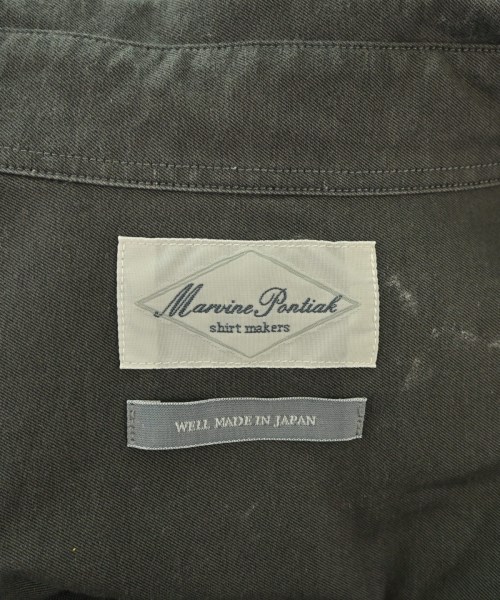 Marvine Pontiak
shirt makers
WELL MADE IN JAPAN